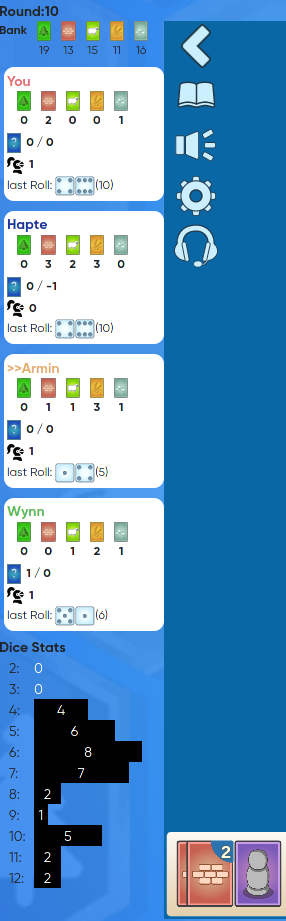 Round:10
Bank
19 13 15 11 16
You
0 2 0 0 1
? 0 / 0
1
last Roll: (10)
Hapte
0 3 2 3 0
? 0 / -1
0
last Roll: (10)
>>Armin
0 1 1 3 1
? 0 / 0
1
last Roll: (5)
Wynn
0 0 1 2 1
? 1 / 0
1
last Roll: (6)
Dice Stats
2: 0
3: 0
4: 4
5: 6
6: 8
7: 7
8: 2
9: 1
10: 5
11: 2
12: 2
2